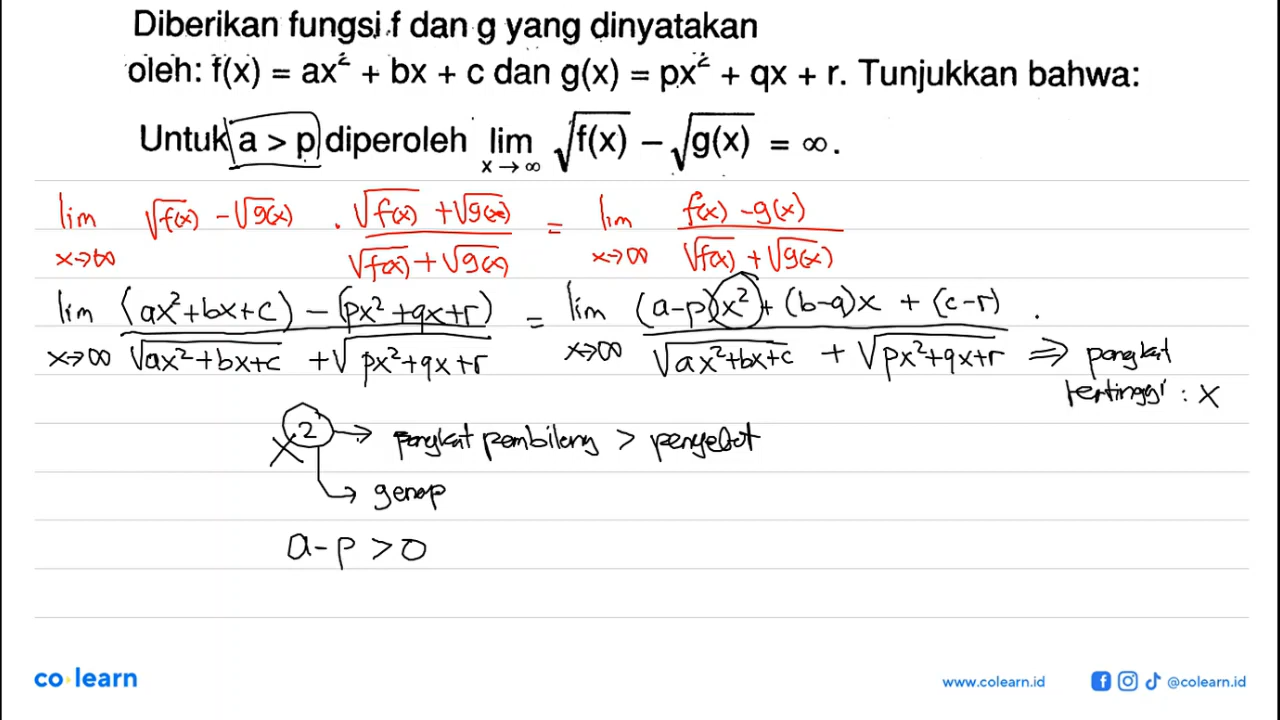 Diberikan fungsi f dan g yang dinyatakan
oleh: f(x) = ax² + bx + c dan g(x) = px² + qx + r. Tunjukkan bahwa:
Untuk a > p diperoleh lim x→∞ √f(x) − √g(x) = ∞.
lim x→∞ √f(x) − √g(x) · (√f(x) + √g(x))/(√f(x) + √g(x)) = lim x→∞ (f(x) − g(x))/(√f(x) + √g(x))
lim x→∞ ((ax²+bx+c) − (px²+qx+r))/(√ax²+bx+c + √px²+qx+r) = lim x→∞ ((a−p)x² + (b−q)x + (c−r))/(√ax²+bx+c + √px²+qx+r) ⇒ pangkat
tertinggi : x
x² → pangkat pembilang > penyebut
→ genap
a−p > 0
co·learn
www.colearn.id
@colearn.id